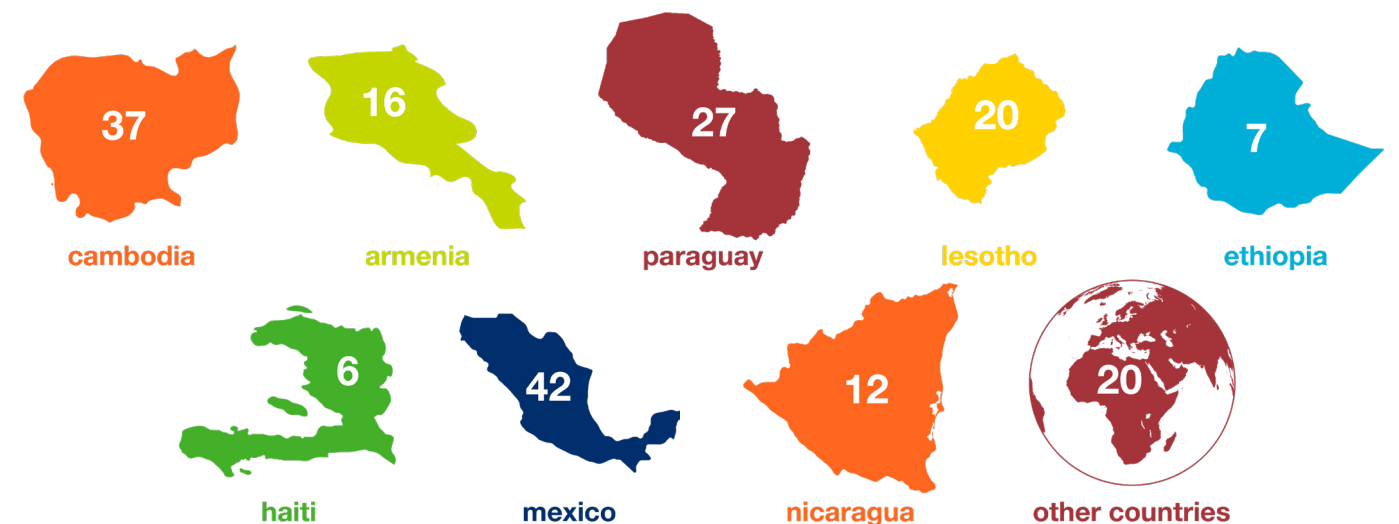 37
16
27
20
7
cambodia
armenia
paraguay
lesotho
ethiopia
6
42
12
20
haiti
mexico
nicaragua
other countries